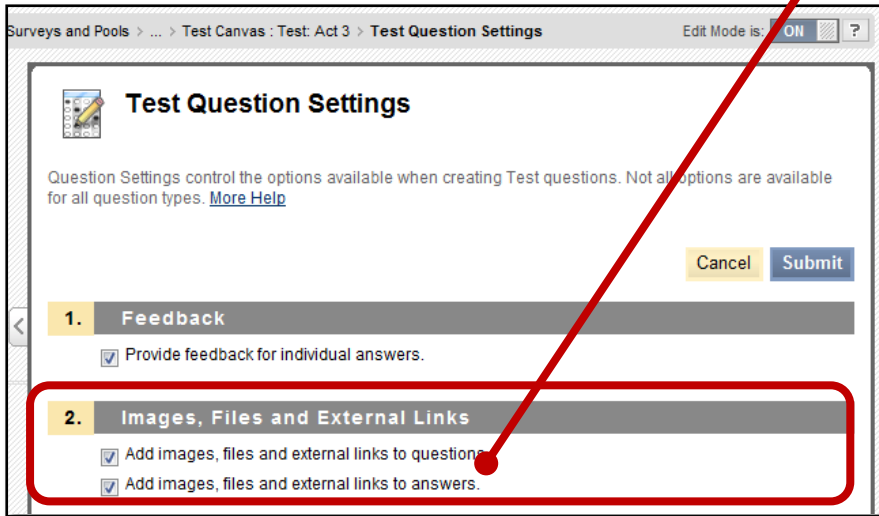 Surveys and Pools > ... > Test Canvas : Test: Act 3 > Test Question Settings Edit Mode is: ON ?
Test Question Settings
Question Settings control the options available when creating Test questions. Not all options are available
for all question types. More Help
Cancel Submit
1. Feedback
Provide feedback for individual answers.
2. Images, Files and External Links
Add images, files and external links to questions.
Add images, files and external links to answers.